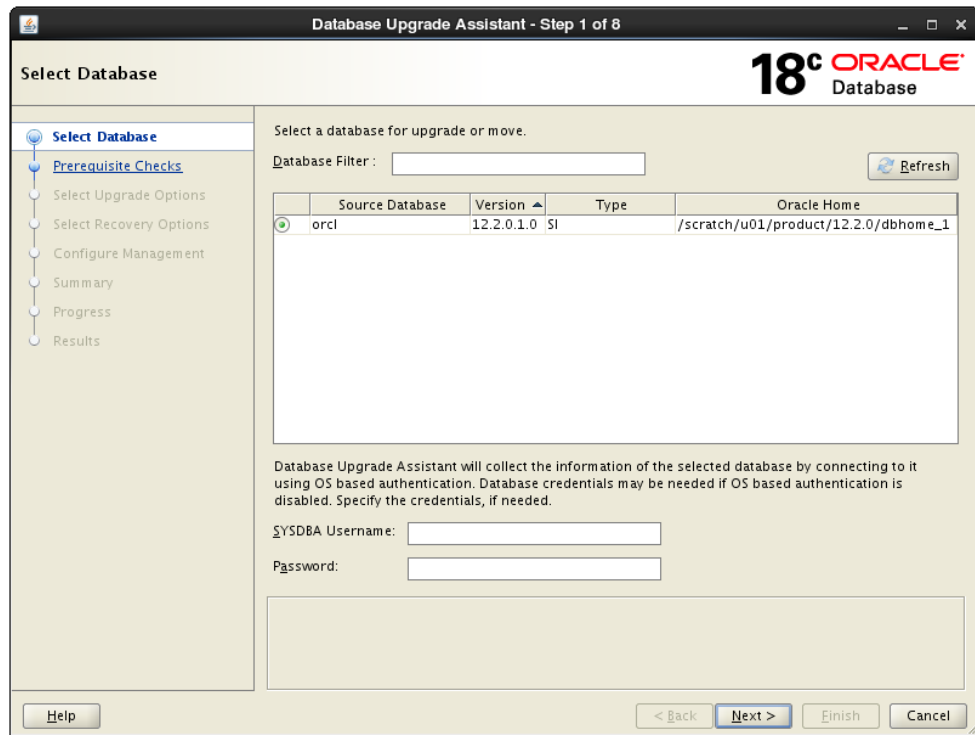 Database Upgrade Assistant - Step 1 of 8
Select Database
18c ORACLE
Database
Select Database
Prerequisite Checks
Select Upgrade Options
Select Recovery Options
Configure Management
Summary
Progress
Results
Select a database for upgrade or move.
Database Filter :
Refresh
Source Database Version Type Oracle Home
orcl 12.2.0.1.0 SI /scratch/u01/product/12.2.0/dbhome_1
Database Upgrade Assistant will collect the information of the selected database by connecting to it
using OS based authentication. Database credentials may be needed if OS based authentication is
disabled. Specify the credentials, if needed.
SYSDBA Username:
Password:
Help < Back Next > Finish Cancel